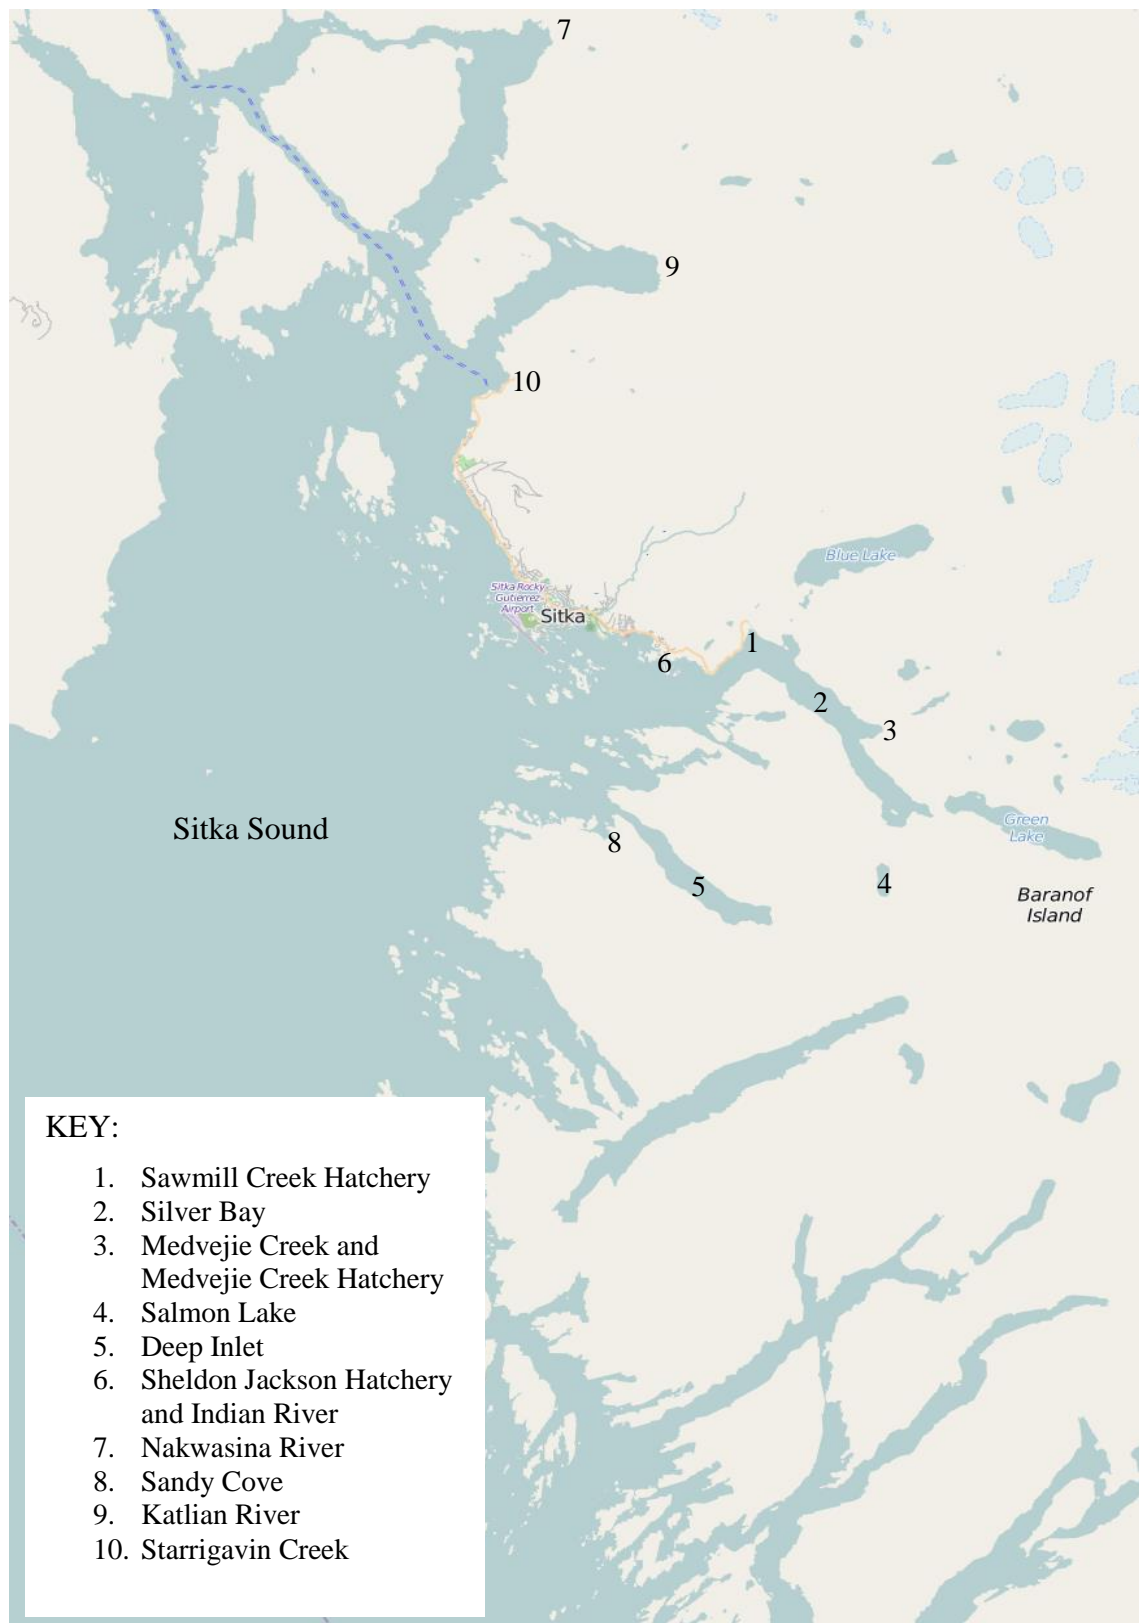 7
9
10
Blue Lake
Sitka Rocky
Gutierrez
Airport
Sitka
1
6
2
3
Sitka Sound
8
Green
Lake
5
4
Baranof
Island
KEY:
1. Sawmill Creek Hatchery
2. Silver Bay
3. Medvejie Creek and
Medvejie Creek Hatchery
4. Salmon Lake
5. Deep Inlet
6. Sheldon Jackson Hatchery
and Indian River
7. Nakwasina River
8. Sandy Cove
9. Katlian River
10. Starrigavin Creek